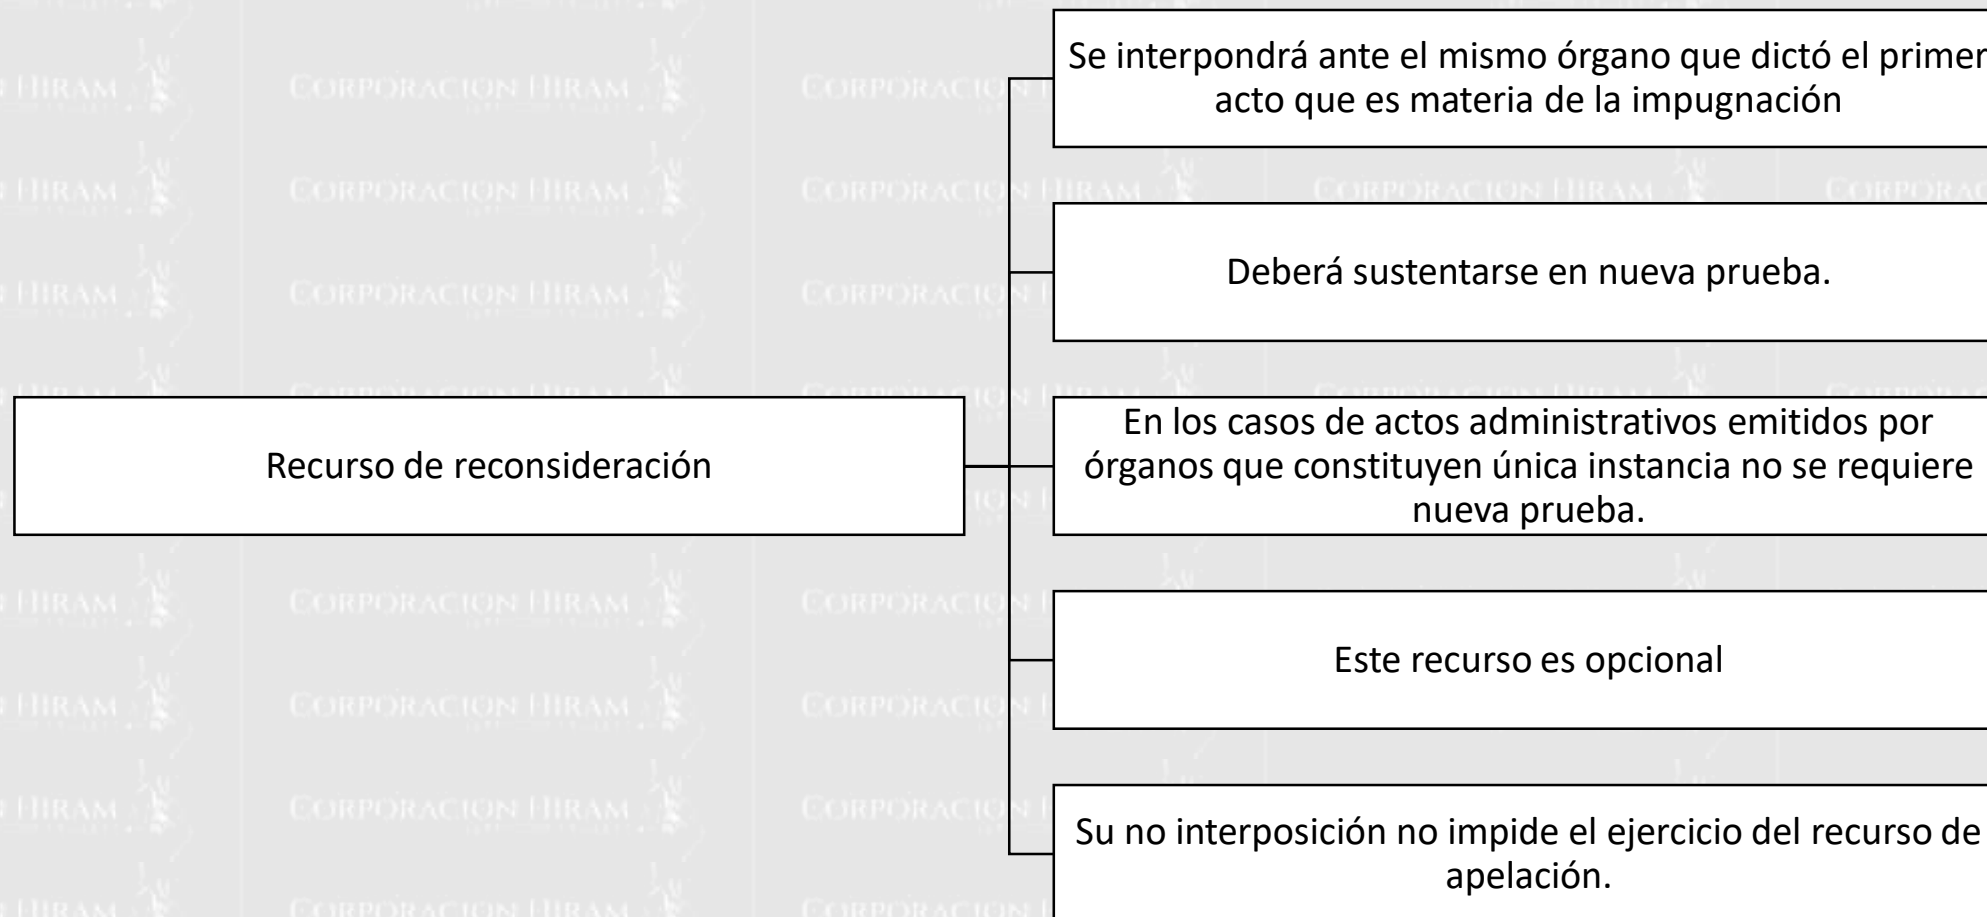 Se interpondrá ante el mismo órgano que dictó el primer
acto que es materia de la impugnación
Deberá sustentarse en nueva prueba.
Recurso de reconsideración
En los casos de actos administrativos emitidos por
órganos que constituyen única instancia no se requiere
nueva prueba.
Este recurso es opcional
Su no interposición no impide el ejercicio del recurso de
apelación.
CORPORACION HIRAM